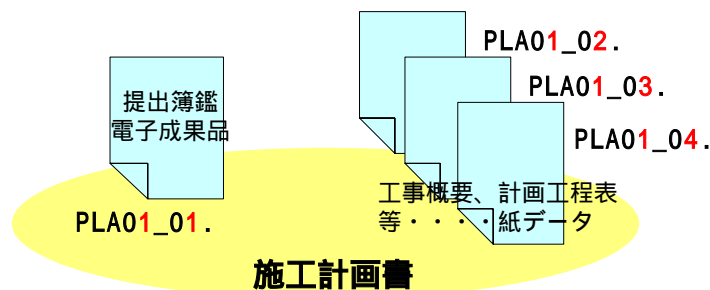 提出簿鑑
電子成果品
PLA01_01.
PLA01_02.
PLA01_03.
PLA01_04.
工事概要、計画工程表
等・・・・紙データ
施工計画書